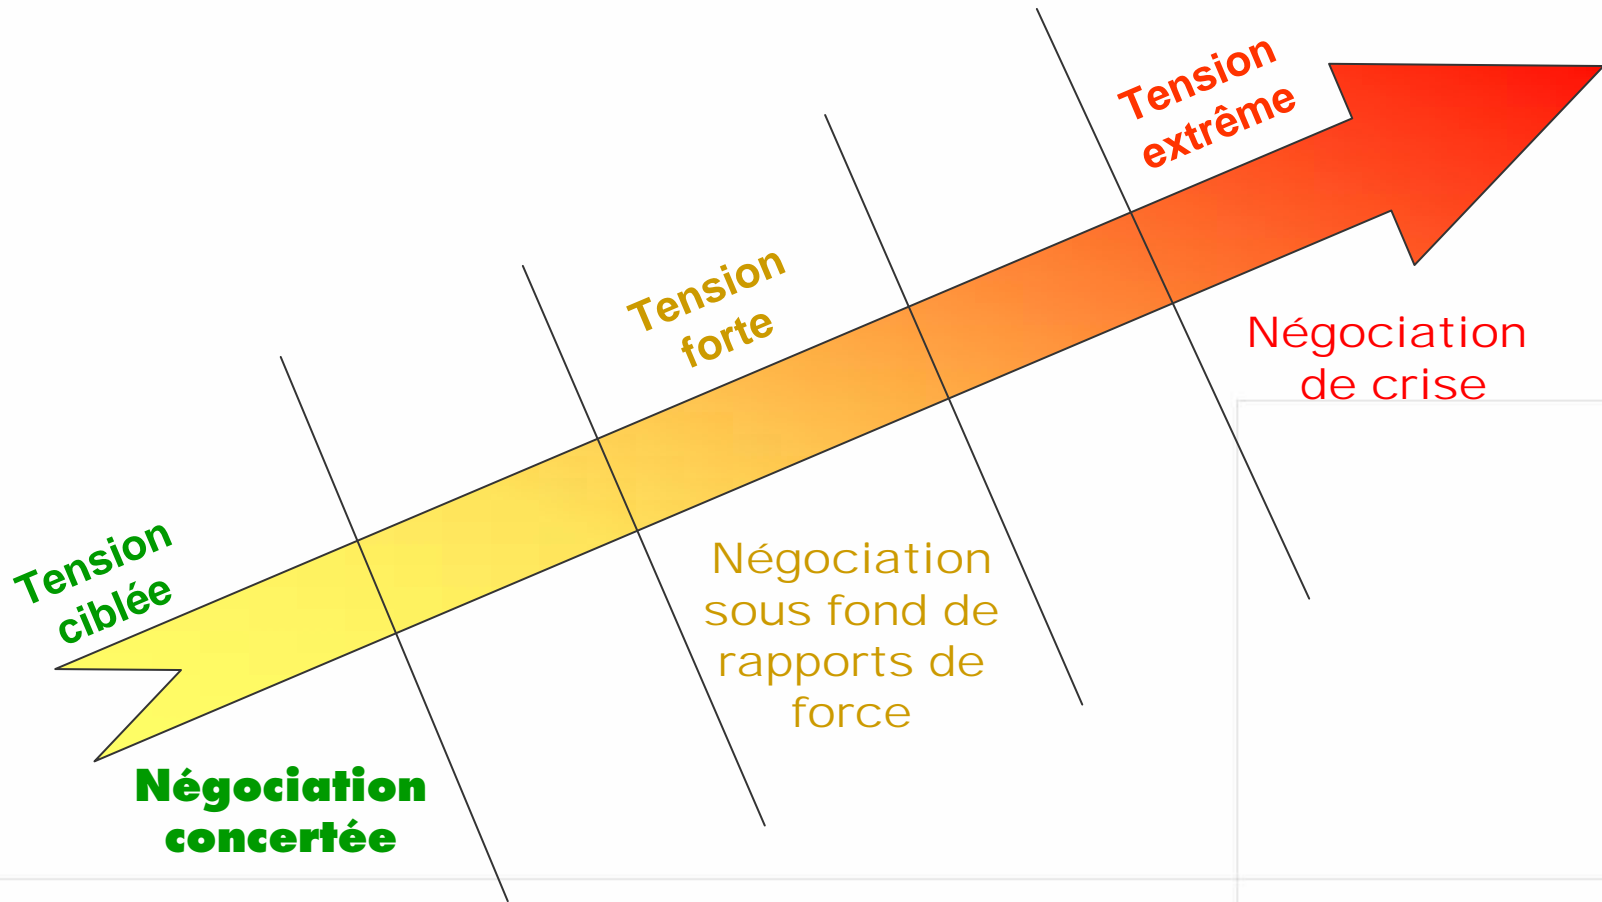 Tension
ciblée
Négociation
concertée
Tension
forte
Négociation
sous fond de
rapports de
force
Tension
extrême
Négociation
de crise